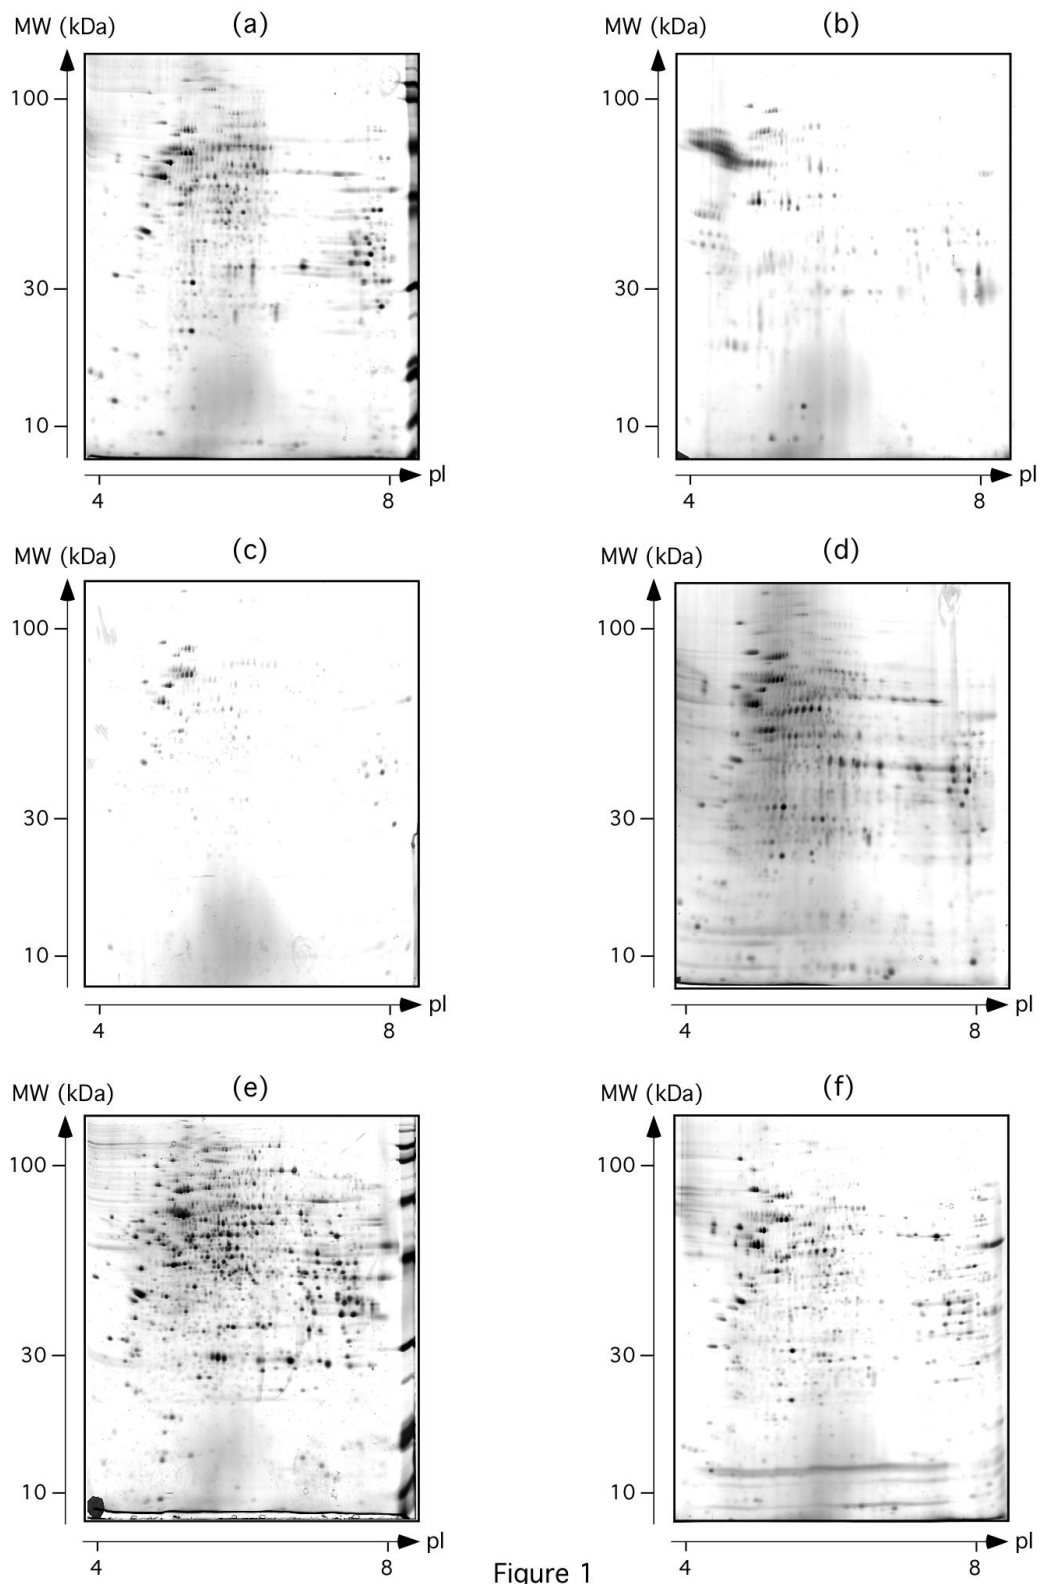 (a) (b)
MW (kDa) MW (kDa)
100 100
30 30
10 10
pI pI
4 8 4 8
(c) (d)
MW (kDa) MW (kDa)
100 100
30 30
10 10
pI pI
4 8 4 8
(e) (f)
MW (kDa) MW (kDa)
100 100
30 30
10 10
pI pI
4 8 4 8
Figure 1